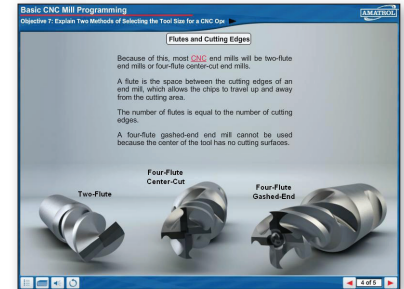 Basic CNC Mill Programming
AMATROL
Objective 7: Explain Two Methods of Selecting the Tool Size for a CNC Ope
Flutes and Cutting Edges
Because of this, most CNC end mills will be two-flute
end mills or four-flute center-cut end mills.
A flute is the space between the cutting edges of an
end mill, which allows the chips to travel up and away
from the cutting area.
The number of flutes is equal to the number of cutting
edges.
A four-flute gashed-end end mill cannot be used
because the center of the tool has no cutting surfaces.
Two-Flute
Four-Flute
Center-Cut
Four-Flute
Gashed-End
4 of 5